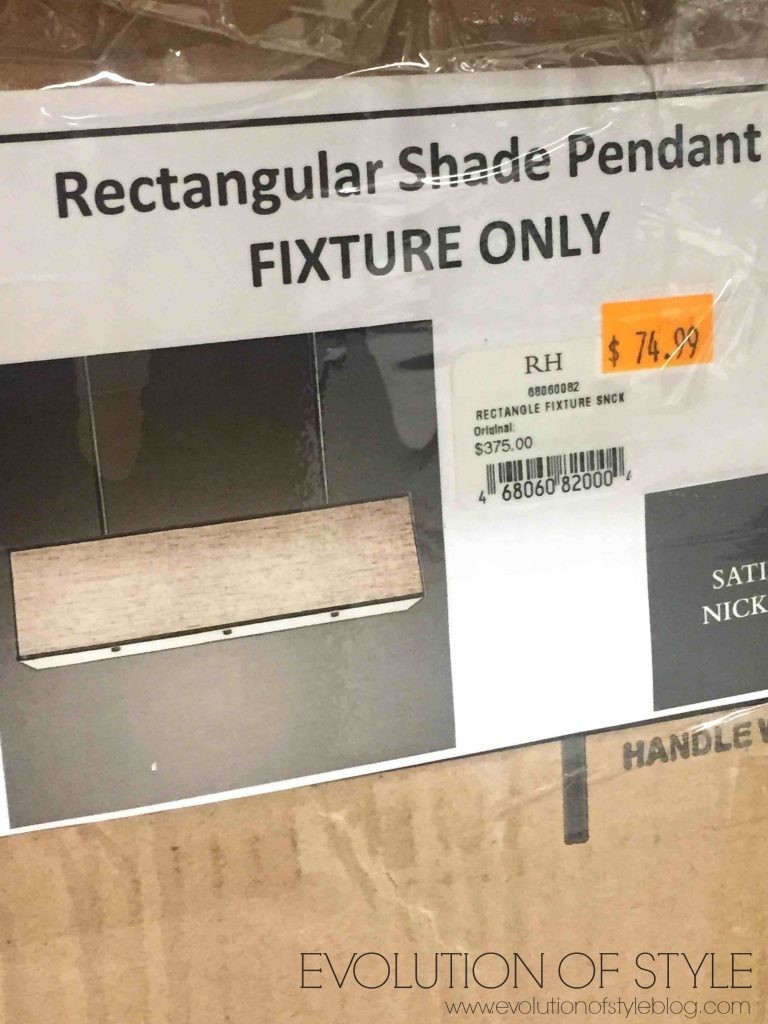 Rectangular Shade Pendant
FIXTURE ONLY
$ 74.99
RH
68060082
RECTANGLE FIXTURE SNCK
Original:
$375.00
4 68060 82000 4
SATI
NICK
HANDLE
EVOLUTION OF STYLE
www.evolutionofstyleblog.com